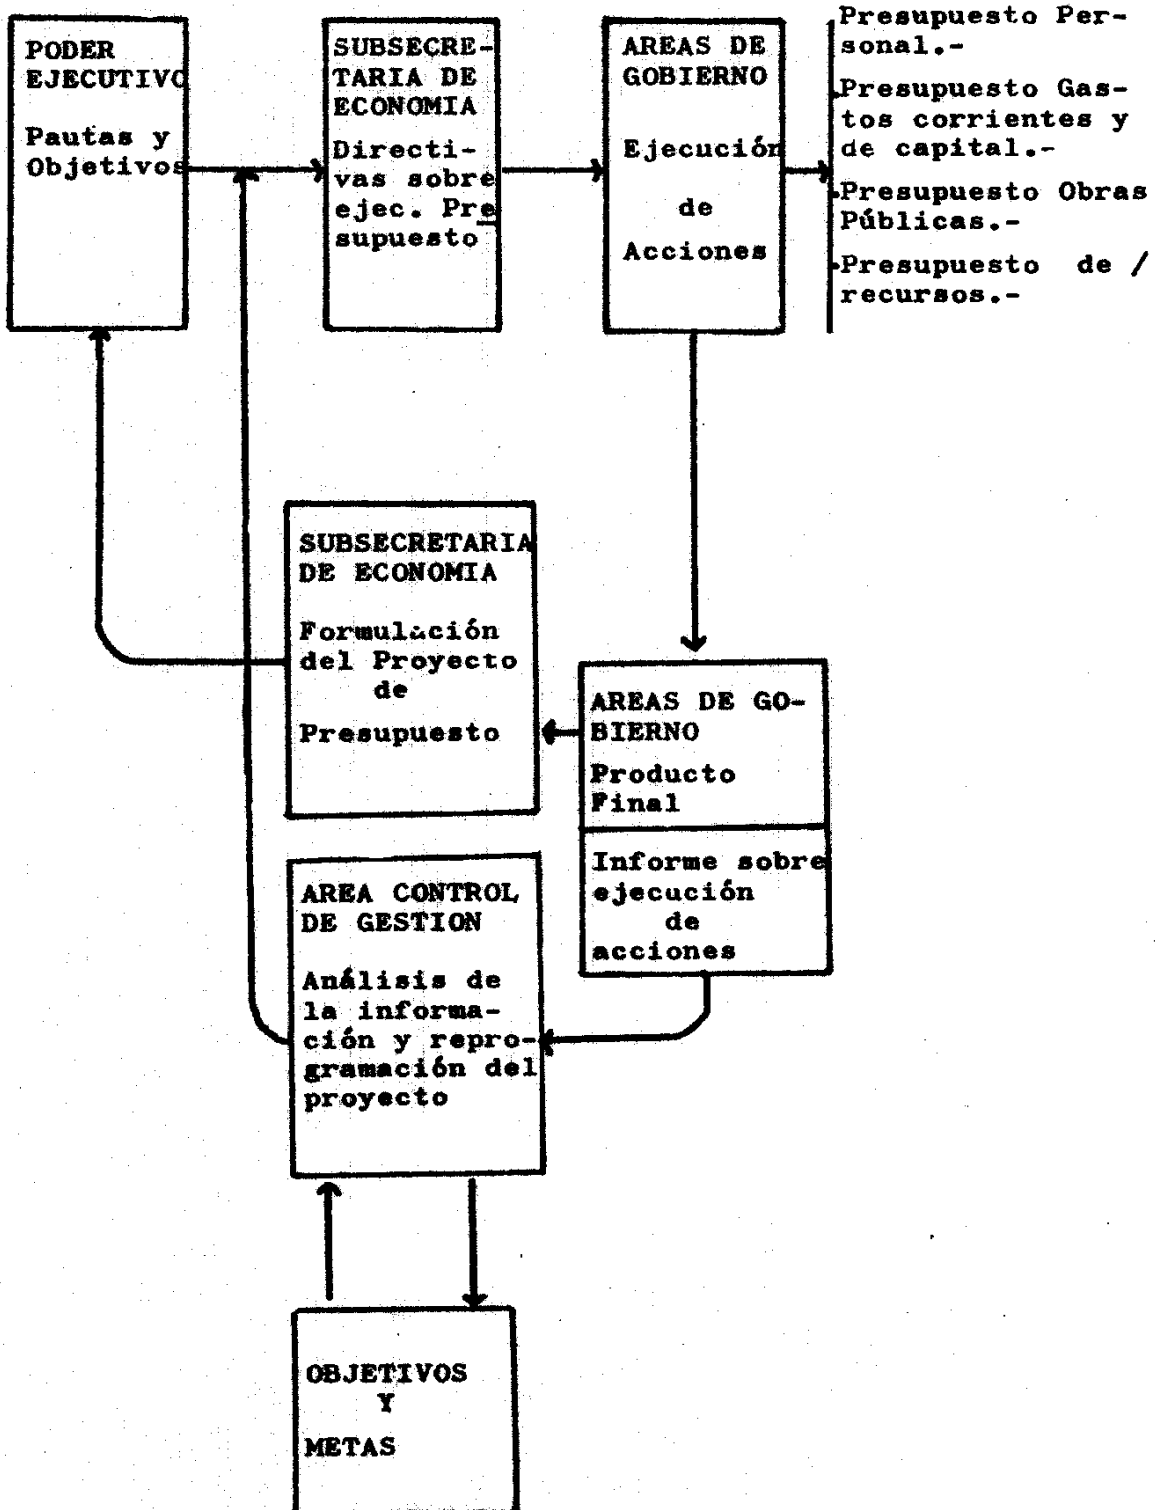 PODER
EJECUTIVO
Pautas y
Objetivos
SUBSECRE-
TARIA DE
ECONOMIA
Directi-
vas sobre
ejec. Pre
supuesto
AREAS DE
GOBIERNO
Ejecución
de
Acciones
Presupuesto Per-
sonal.-
Presupuesto Gas-
tos corrientes y
de capital.-
Presupuesto Obras
Públicas.-
Presupuesto de /
recursos.-
SUBSECRETARIA
DE ECONOMIA
Formulación
del Proyecto
de
Presupuesto
AREAS DE GO-
BIERNO
Producto
Final
Informe sobre
ejecución
de
acciones
AREA CONTROL
DE GESTION
Análisis de
la informa-
ción y repro-
gramación del
proyecto
OBJETIVOS
Y
METAS